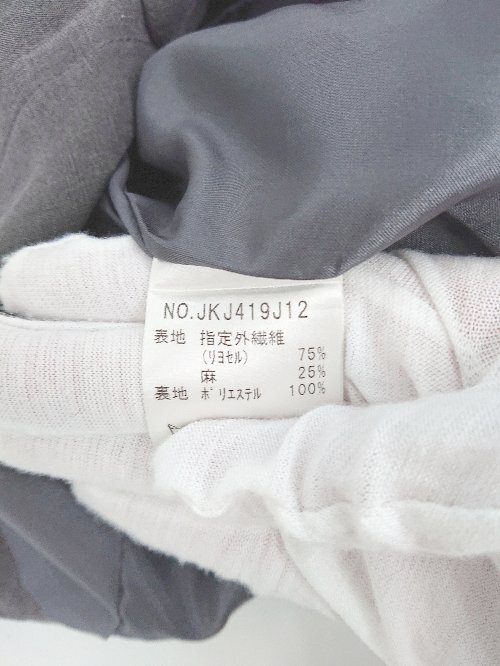 NO.JKJ419J12
表地 指定外繊維
(リヨセル) 75%
麻 25%
裏地 ポリエステル 100%